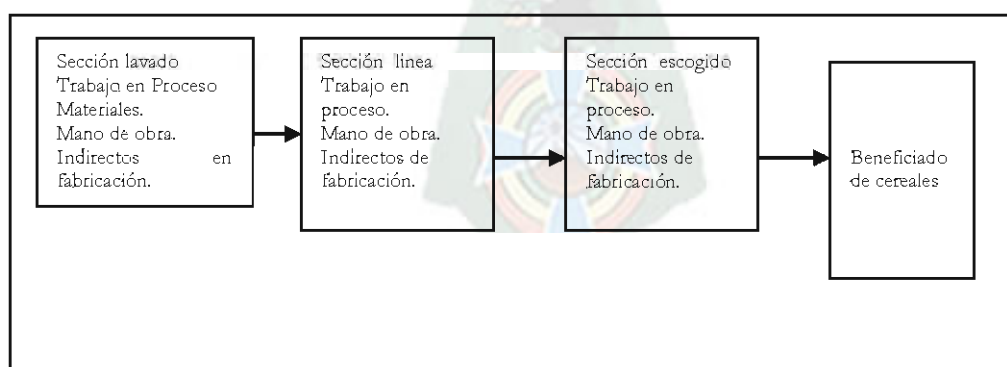 Sección lavado
Trabajo en Proceso
Materiales.
Mano de obra.
Indirectos en
fabricación.
Sección linea
Trabajo en
proceso.
Mano de obra.
Indirectos de
fabricación.
Sección escogido
Trabajo en
proceso.
Mano de obra.
Indirectos de
fabricación.
Beneficiado
de cereales